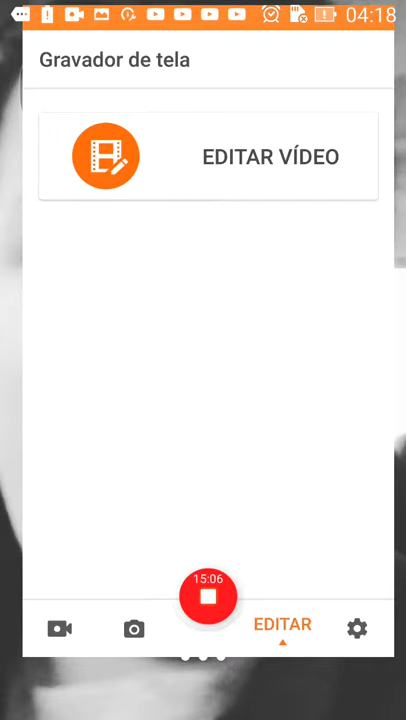 04:18
Gravador de tela
EDITAR VÍDEO
15:06
EDITAR